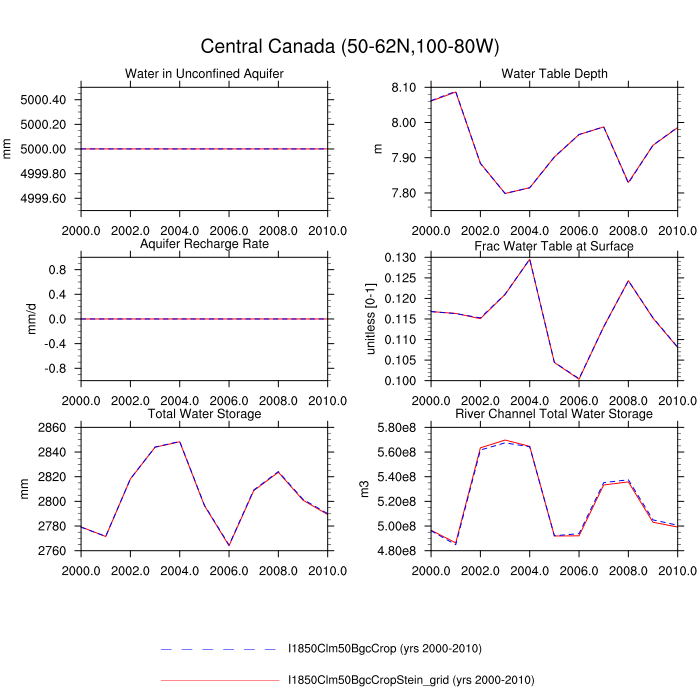 Central Canada (50-62N,100-80W)
Water in Unconfined Aquifer
5000.40
5000.20
5000.00
4999.80
4999.60
mm
2000.0 2002.0 2004.0 2006.0 2008.0 2010.0
Water Table Depth
8.10
8.00
7.90
7.80
m
2000.0 2002.0 2004.0 2006.0 2008.0 2010.0
Aquifer Recharge Rate
0.8
0.4
0.0
-0.4
-0.8
mm/d
2000.0 2002.0 2004.0 2006.0 2008.0 2010.0
Frac Water Table at Surface
0.130
0.125
0.120
0.115
0.110
0.105
0.100
unitless [0-1]
2000.0 2002.0 2004.0 2006.0 2008.0 2010.0
Total Water Storage
2860
2840
2820
2800
2780
2760
mm
2000.0 2002.0 2004.0 2006.0 2008.0 2010.0
River Channel Total Water Storage
5.80e8
5.60e8
5.40e8
5.20e8
5.00e8
4.80e8
m3
2000.0 2002.0 2004.0 2006.0 2008.0 2010.0
I1850Clm50BgcCrop (yrs 2000-2010)
I1850Clm50BgcCropStein_grid (yrs 2000-2010)